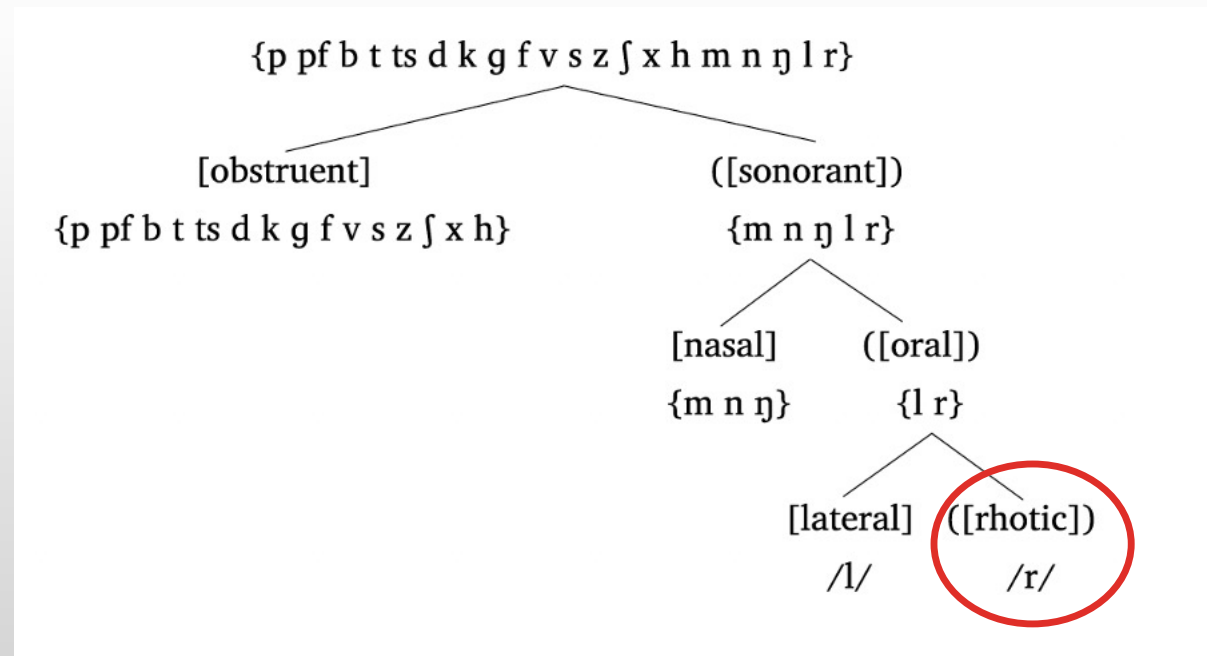 {p pf b t ts d k ɡ f v s z ʃ x h m n ŋ l r}
[obstruent] ([sonorant])
{p pf b t ts d k ɡ f v s z ʃ x h} {m n ŋ l r}
[nasal] ([oral])
{m n ŋ} {l r}
[lateral] ([rhotic])
/l/ /r/